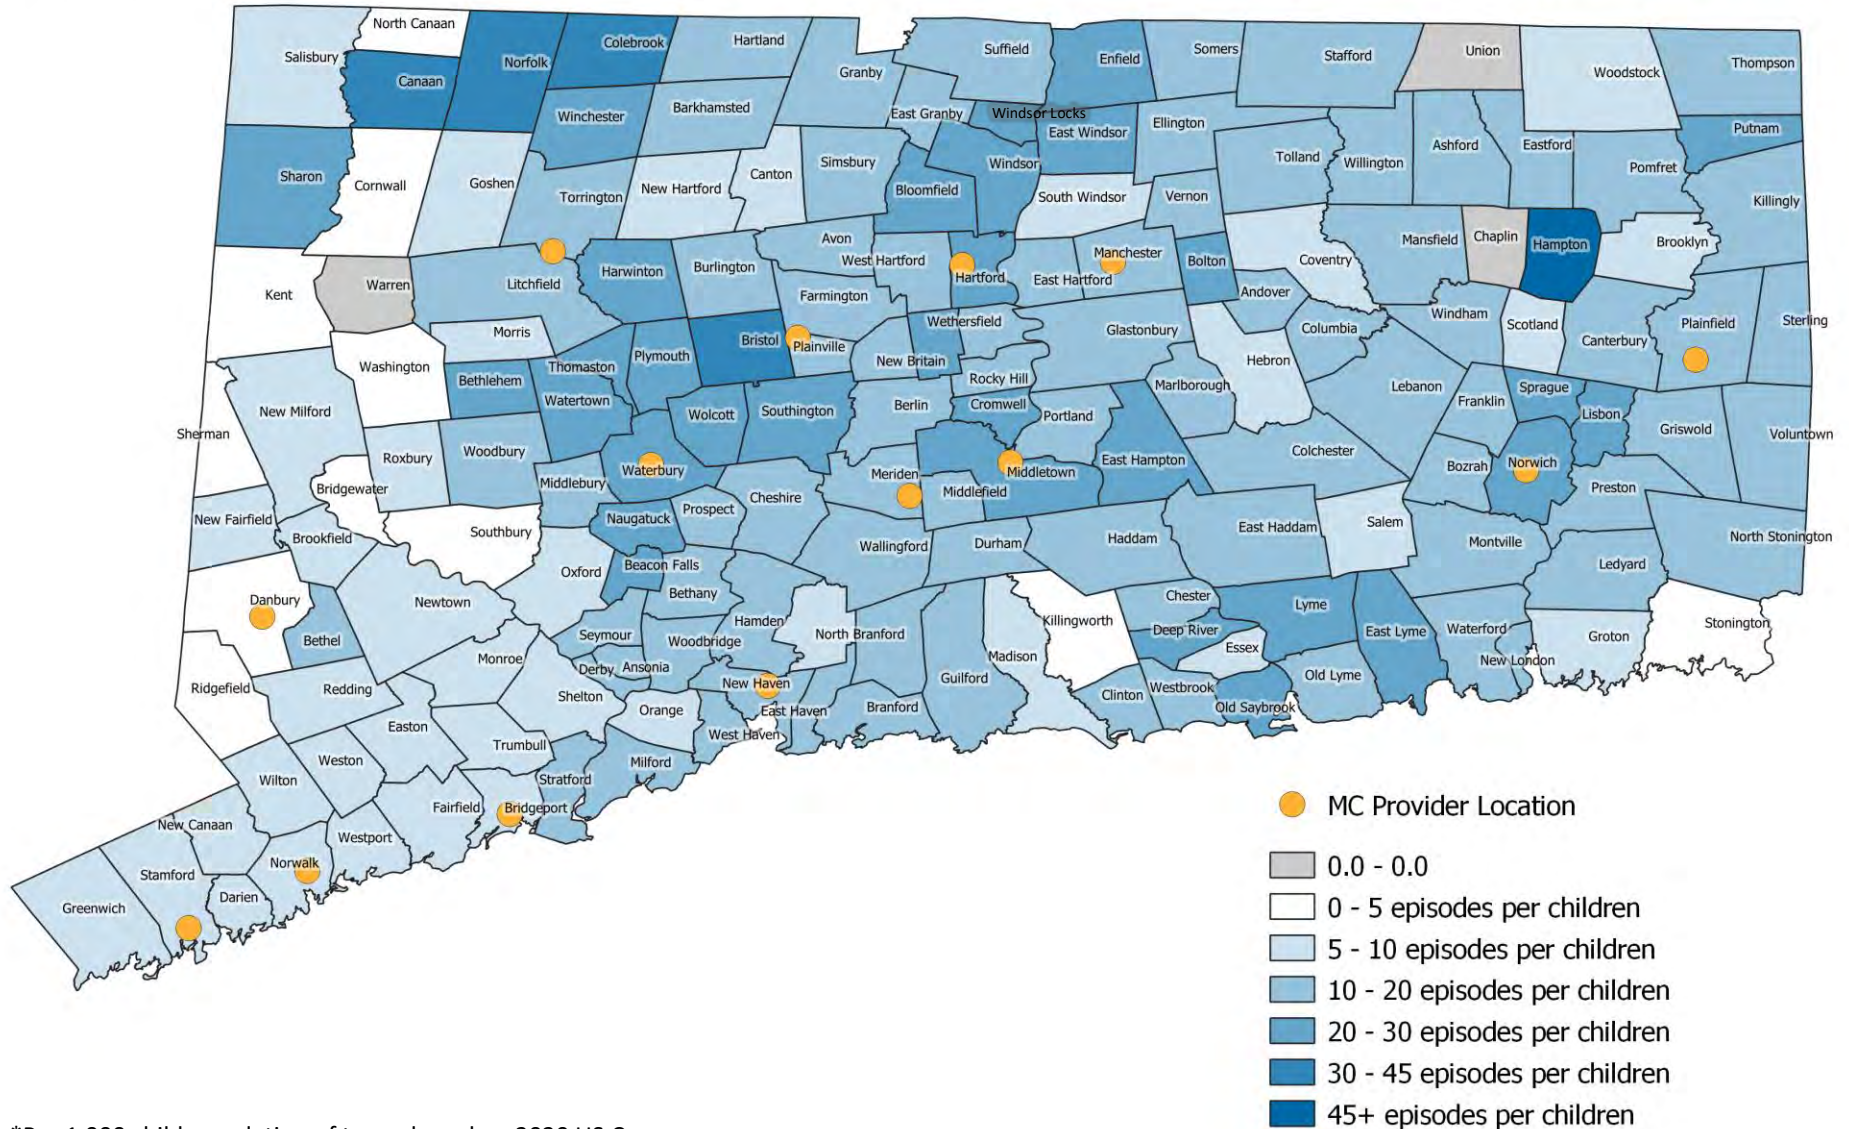 North Canaan
Salisbury
Canaan
Norfolk
Colebrook
Hartland
Granby
Suffield
Enfield
Somers
Stafford
Union
Woodstock
Thompson
Winchester
Barkhamsted
East Granby
Windsor Locks
East Windsor
Ellington
Putnam
Sharon
Cornwall
Goshen
Torrington
New Hartford
Canton
Simsbury
Bloomfield
Windsor
South Windsor
Vernon
Tolland
Willington
Ashford
Eastford
Pomfret
Killingly
Kent
Warren
Litchfield
Harwinton
Burlington
Avon
West Hartford
Hartford
East Hartford
Manchester
Bolton
Andover
Coventry
Mansfield
Chaplin
Hampton
Brooklyn
Farmington
Morris
Washington
Bethlehem
Thomaston
Watertown
Plymouth
Bristol
Plainville
New Britain
Wethersfield
Rocky Hill
Glastonbury
Hebron
Columbia
Windham
Scotland
Canterbury
Plainfield
Sterling
New Milford
Sherman
Roxbury
Woodbury
Wolcott
Southington
Berlin
Cromwell
Portland
Marlborough
Lebanon
Franklin
Sprague
Lisbon
Griswold
Voluntown
Bridgewater
Middlebury
Waterbury
Cheshire
Meriden
Middlefield
Middletown
East Hampton
Colchester
Bozrah
Norwich
Preston
New Fairfield
Brookfield
Southbury
Naugatuck
Prospect
Wallingford
Durham
Haddam
East Haddam
Salem
Montville
Ledyard
North Stonington
Danbury
Bethel
Newtown
Oxford
Beacon Falls
Bethany
Hamden
North Branford
Killingworth
Chester
Deep River
Essex
Lyme
East Lyme
Waterford
New London
Groton
Stonington
Seymour
Woodbridge
Derby
Ansonia
Ridgefield
Redding
Monroe
Shelton
Orange
New Haven
East Haven
West Haven
Branford
Guilford
Madison
Clinton
Westbrook
Old Saybrook
Old Lyme
Easton
Trumbull
Stratford
Milford
Wilton
Weston
Fairfield
Bridgeport
New Canaan
Westport
Norwalk
Stamford
Darien
Greenwich
MC Provider Location
0.0 - 0.0
0 - 5 episodes per children
5 - 10 episodes per children
10 - 20 episodes per children
20 - 30 episodes per children
30 - 45 episodes per children
45+ episodes per children